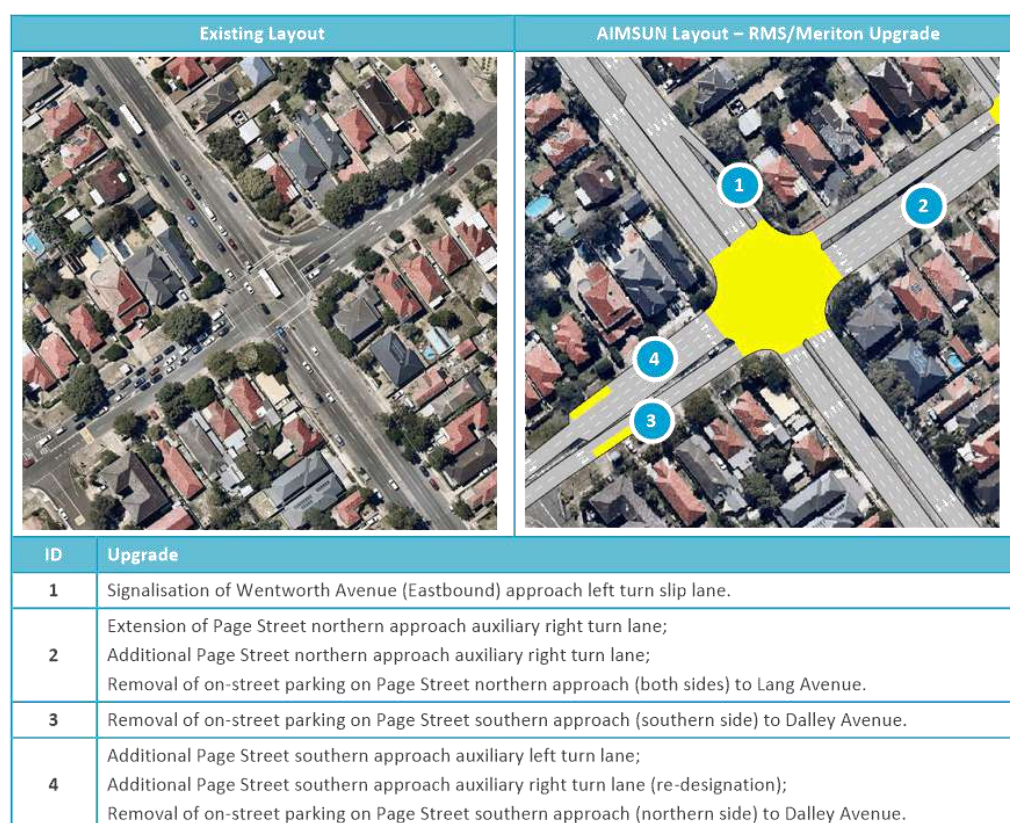 Existing Layout
AIMSUN Layout – RMS/Meriton Upgrade
1
2
4
3
ID Upgrade
1 Signalisation of Wentworth Avenue (Eastbound) approach left turn slip lane.
Extension of Page Street northern approach auxiliary right turn lane;
2 Additional Page Street northern approach auxiliary right turn lane;
Removal of on-street parking on Page Street northern approach (both sides) to Lang Avenue.
3 Removal of on-street parking on Page Street southern approach (southern side) to Dalley Avenue.
Additional Page Street southern approach auxiliary left turn lane;
4 Additional Page Street southern approach auxiliary right turn lane (re-designation);
Removal of on-street parking on Page Street southern approach (northern side) to Dalley Avenue.